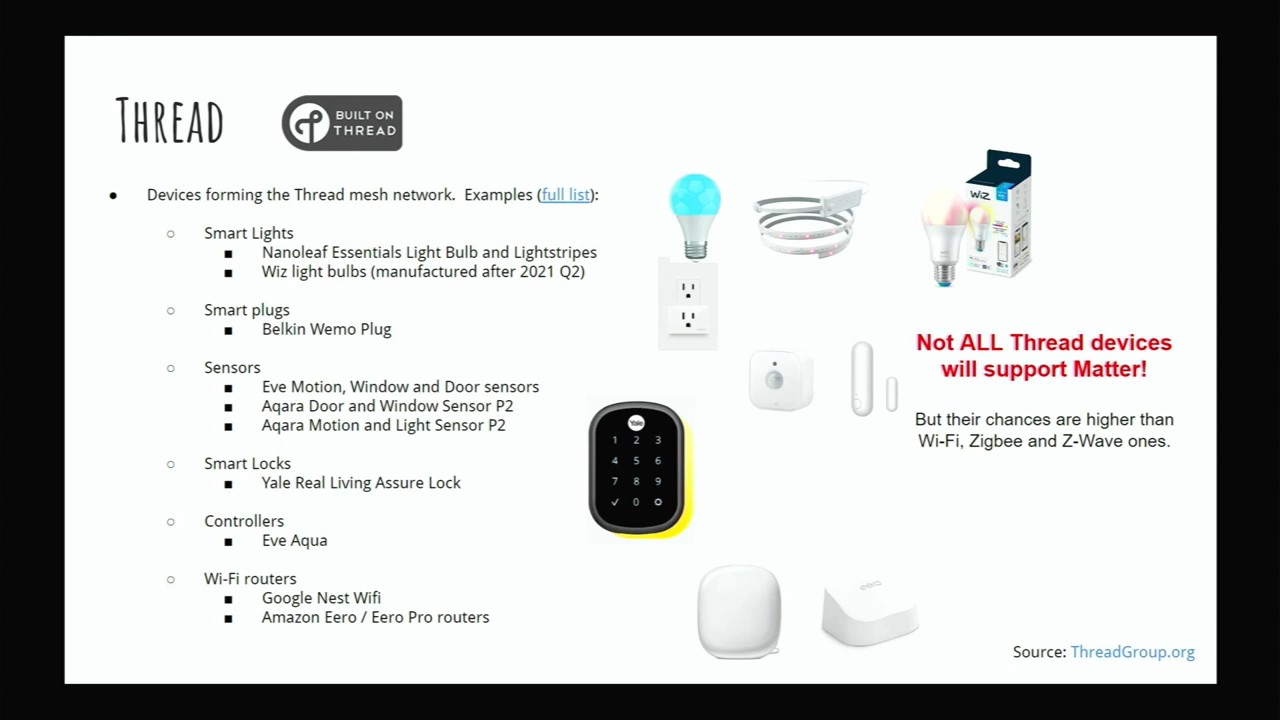 THREAD
BUILT ON
THREAD
● Devices forming the Thread mesh network. Examples (full list):
○ Smart Lights
■ Nanoleaf Essentials Light Bulb and Lightstripes
■ Wiz light bulbs (manufactured after 2021 Q2)
○ Smart plugs
■ Belkin Wemo Plug
○ Sensors
■ Eve Motion, Window and Door sensors
■ Aqara Door and Window Sensor P2
■ Aqara Motion and Light Sensor P2
○ Smart Locks
■ Yale Real Living Assure Lock
○ Controllers
■ Eve Aqua
○ Wi-Fi routers
■ Google Nest Wifi
■ Amazon Eero / Eero Pro routers
WiZ
Yale
1 2 3
4 5 6
7 8 9
✓ 0
eero
Not ALL Thread devices
will support Matter!
But their chances are higher than
Wi-Fi, Zigbee and Z-Wave ones.
Source: ThreadGroup.org